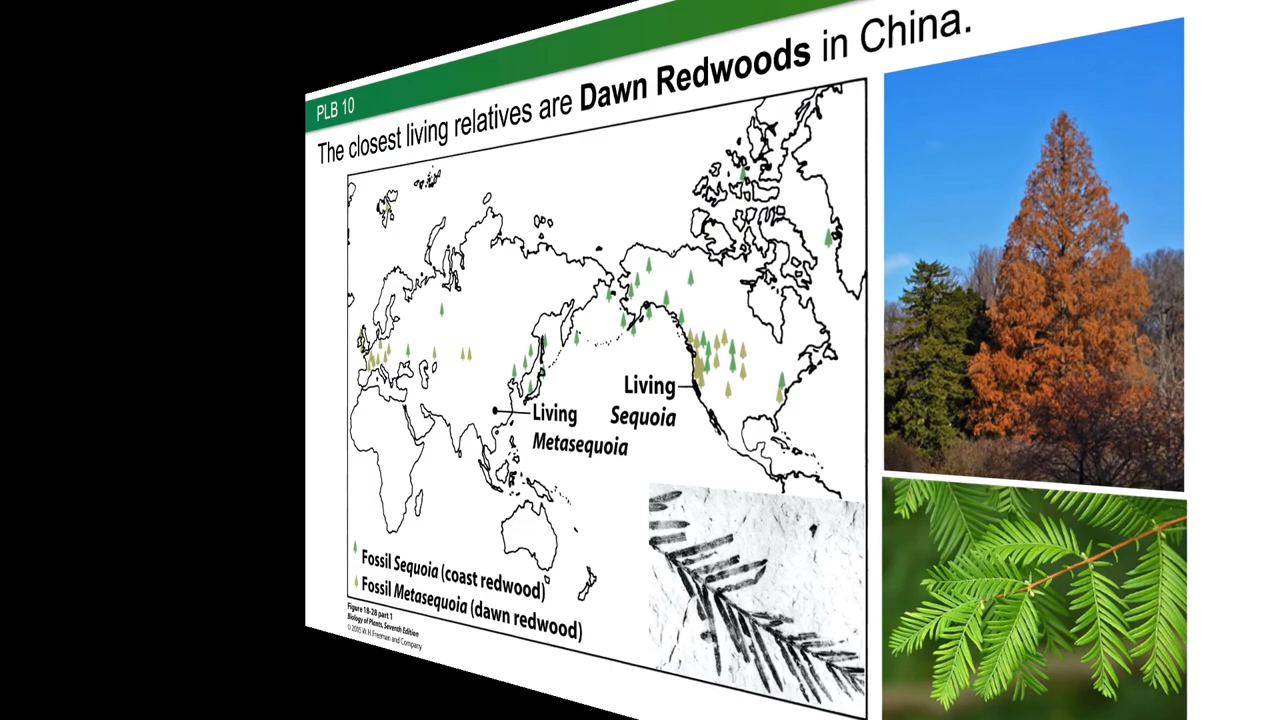 PLB 10
The closest living relatives are Dawn Redwoods in China.
Living
Sequoia
Living
Metasequoia
Fossil Sequoia (coast redwood)
Fossil Metasequoia (dawn redwood)
Figure 18-28 part 1
Biology of Plants, Seventh Edition
© 2005 W. H. Freeman and Company